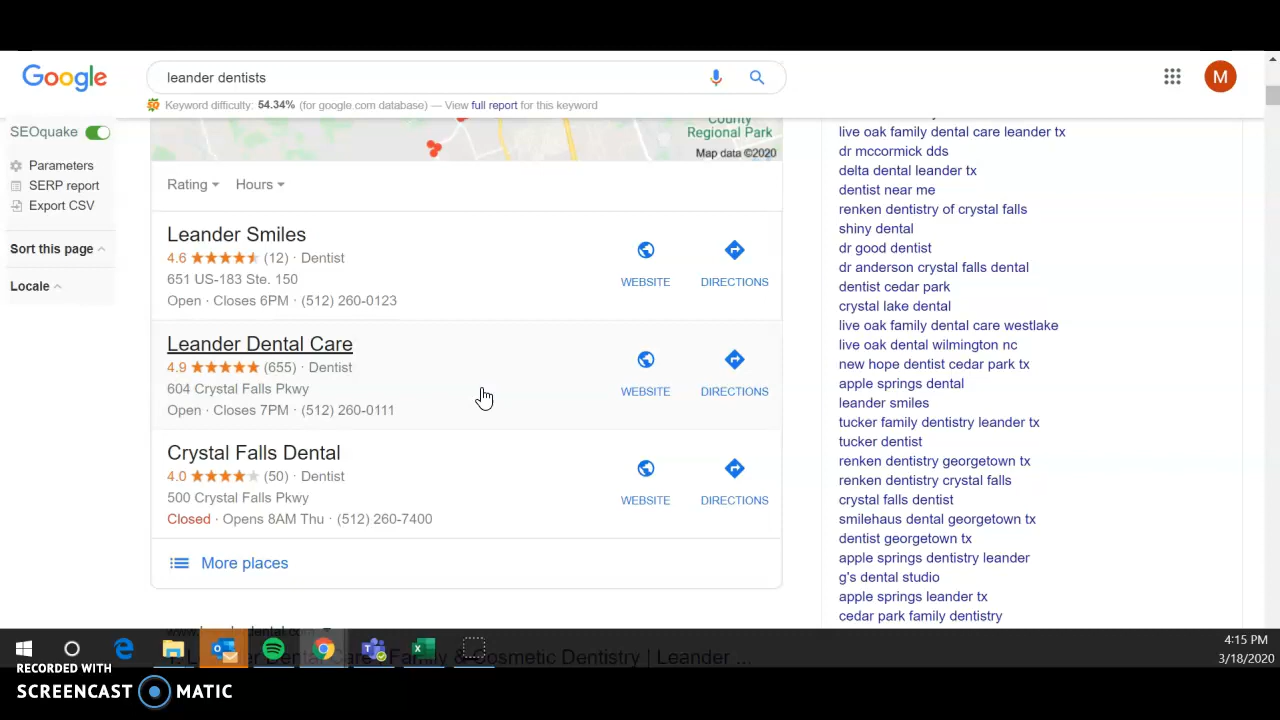 Google
leander dentists
M
Keyword difficulty: 54.34% (for google.com database) — View full report for this keyword
SEOquake
Parameters
SERP report
Export CSV
Sort this page
Locale
County
Regional Park
Map data ©2020
Rating
Hours
Leander Smiles
4.6 (12) · Dentist
651 US-183 Ste. 150
Open · Closes 6PM · (512) 260-0123
WEBSITE
DIRECTIONS
Leander Dental Care
4.9 (655) · Dentist
604 Crystal Falls Pkwy
Open · Closes 7PM · (512) 260-0111
WEBSITE
DIRECTIONS
Crystal Falls Dental
4.0 (50) · Dentist
500 Crystal Falls Pkwy
Closed · Opens 8AM Thu · (512) 260-7400
WEBSITE
DIRECTIONS
More places
live oak family dental care leander tx
dr mccormick dds
delta dental leander tx
dentist near me
renken dentistry of crystal falls
shiny dental
dr good dentist
dr anderson crystal falls dental
dentist cedar park
crystal lake dental
live oak family dental care westlake
live oak dental wilmington nc
new hope dentist cedar park tx
apple springs dental
leander smiles
tucker family dentistry leander tx
tucker dentist
renken dentistry georgetown tx
renken dentistry crystal falls
crystal falls dentist
smilehaus dental georgetown tx
dentist georgetown tx
apple springs dentistry leander
g's dental studio
apple springs leander tx
cedar park family dentistry
Dental Care Family & Cosmetic Dentistry | Leander ...
4:15 PM
3/18/2020
RECORDED WITH
SCREENCAST MATIC